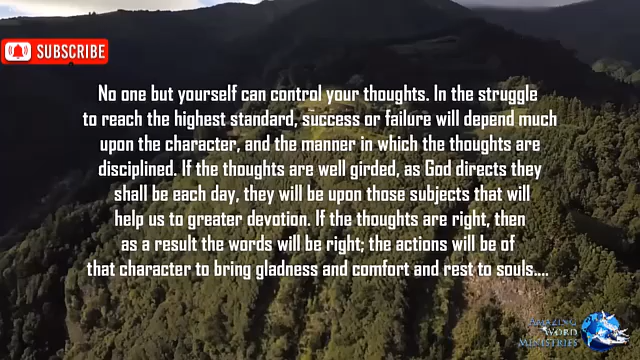 SUBSCRIBE
No one but yourself can control your thoughts. In the struggle
to reach the highest standard, success or failure will depend much
upon the character, and the manner in which the thoughts are
disciplined. If the thoughts are well girded, as God directs they
shall be each day, they will be upon those subjects that will
help us to greater devotion. If the thoughts are right, then
as a result the words will be right; the actions will be of
that character to bring gladness and comfort and rest to souls....
AMAZING
WORD
MINISTRIES